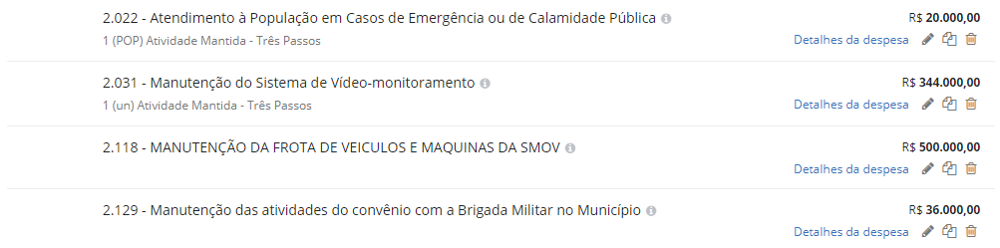 2.022 - Atendimento à População em Casos de Emergência ou de Calamidade Pública
R$ 20.000,00
1 (POP) Atividade Mantida - Três Passos
Detalhes da despesa
2.031 - Manutenção do Sistema de Vídeo-monitoramento
R$ 344.000,00
1 (un) Atividade Mantida - Três Passos
Detalhes da despesa
2.118 - MANUTENÇÃO DA FROTA DE VEICULOS E MAQUINAS DA SMOV
R$ 500.000,00
Detalhes da despesa
2.129 - Manutenção das atividades do convênio com a Brigada Militar no Município
R$ 36.000,00
Detalhes da despesa